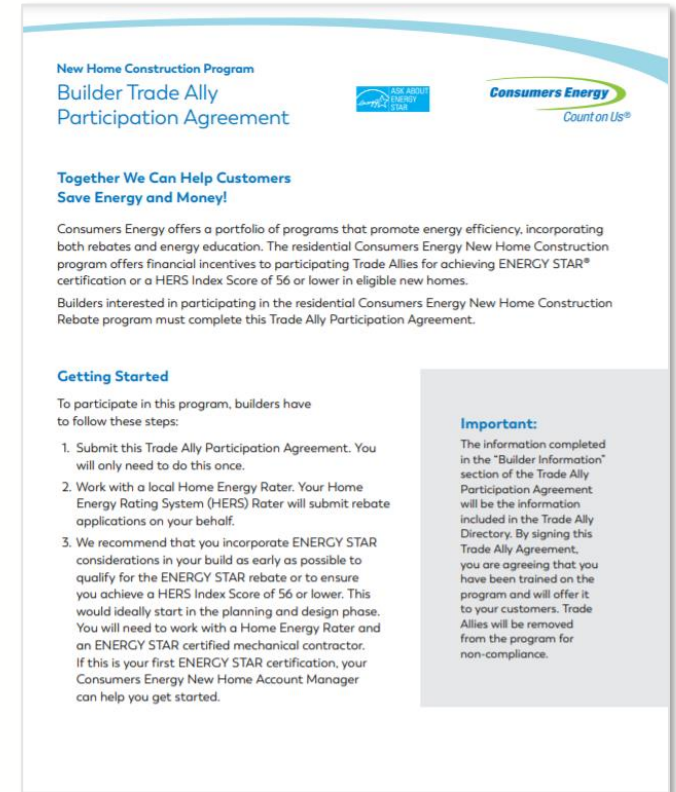 New Home Construction Program
Builder Trade Ally
Participation Agreement
ASK ABOUT
ENERGY
STAR
Consumers Energy
Count on Us®
Together We Can Help Customers
Save Energy and Money!
Consumers Energy offers a portfolio of programs that promote energy efficiency, incorporating
both rebates and energy education. The residential Consumers Energy New Home Construction
program offers financial incentives to participating Trade Allies for achieving ENERGY STAR®
certification or a HERS Index Score of 56 or lower in eligible new homes.
Builders interested in participating in the residential Consumers Energy New Home Construction
Rebate program must complete this Trade Ally Participation Agreement.
Getting Started
To participate in this program, builders have
to follow these steps:
1. Submit this Trade Ally Participation Agreement. You
will only need to do this once.
2. Work with a local Home Energy Rater. Your Home
Energy Rating System (HERS) Rater will submit rebate
applications on your behalf.
3. We recommend that you incorporate ENERGY STAR
considerations in your build as early as possible to
qualify for the ENERGY STAR rebate or to ensure
you achieve a HERS Index Score of 56 or lower. This
would ideally start in the planning and design phase.
You will need to work with a Home Energy Rater and
an ENERGY STAR certified mechanical contractor.
If this is your first ENERGY STAR certification, your
Consumers Energy New Home Account Manager
can help you get started.
Important:
The information completed
in the “Builder Information”
section of the Trade Ally
Participation Agreement
will be the information
included in the Trade Ally
Directory. By signing this
Trade Ally Agreement,
you are agreeing that you
have been trained on the
program and will offer it
to your customers. Trade
Allies will be removed
from the program for
non-compliance.